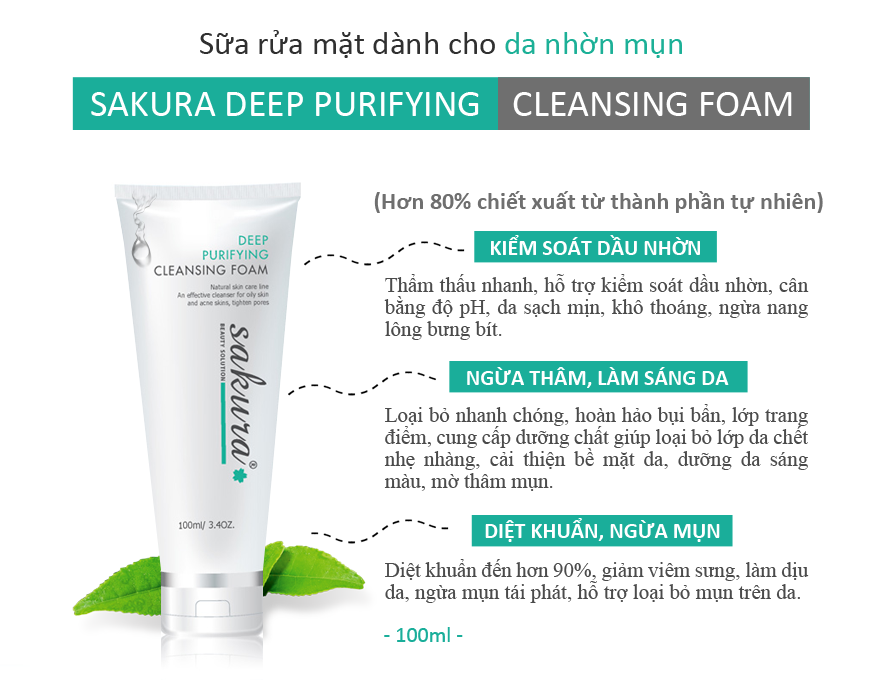 Sữa rửa mặt dành cho da nhờn mụn
SAKURA DEEP PURIFYING CLEANSING FOAM
(Hơn 80% chiết xuất từ thành phần tự nhiên)
DEEP
PURIFYING
CLEANSING FOAM
Natural skin care line
An effective cleanser for oily skin
and acne skins, tighten pores
sakura®
BEAUTY SOLUTION
100ml/ 3.4OZ.
KIỂM SOÁT DẦU NHỜN
Thẩm thấu nhanh, hỗ trợ kiểm soát dầu nhờn, cân
bằng độ pH, da sạch mịn, khô thoáng, ngừa nang
lông bưng bít.
NGỪA THÂM, LÀM SÁNG DA
Loại bỏ nhanh chóng, hoàn hảo bụi bẩn, lớp trang
điểm, cung cấp dưỡng chất giúp loại bỏ lớp da chết
nhẹ nhàng, cải thiện bề mặt da, dưỡng da sáng
màu, mờ thâm mụn.
DIỆT KHUẨN, NGỪA MỤN
Diệt khuẩn đến hơn 90%, giảm viêm sưng, làm dịu
da, ngừa mụn tái phát, hỗ trợ loại bỏ mụn trên da.
- 100ml -